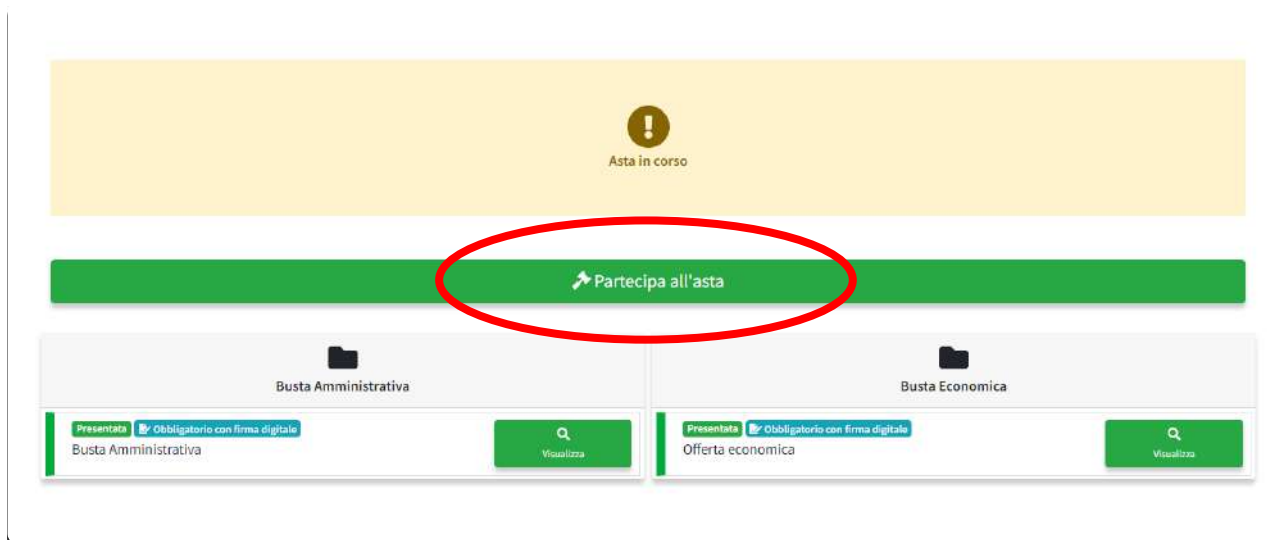 Asta in corso
Partecipa all'asta
Busta Amministrativa
Presentata Obbligatorio con firma digitale
Busta Amministrativa
Visualizza
Busta Economica
Presentata Obbligatorio con firma digitale
Offerta economica
Visualizza